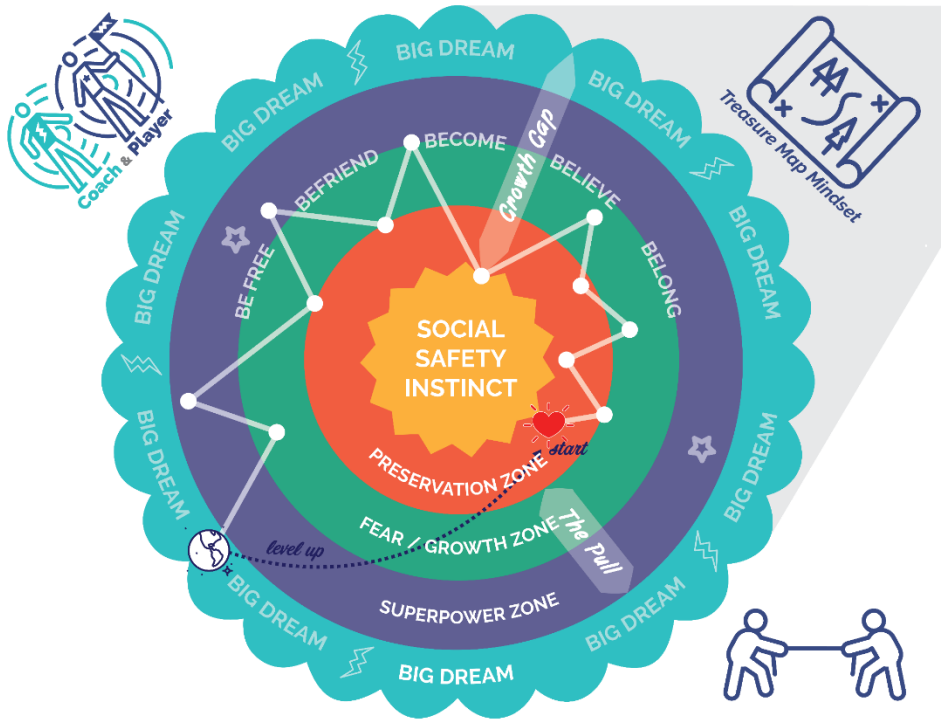 Coach & Player
Treasure Map Mindset
BIG DREAM
BIG DREAM
BIG DREAM
BIG DREAM
BIG DREAM
BIG DREAM
BIG DREAM
BIG DREAM
BIG DREAM
BIG DREAM
BIG DREAM
BE FREE
BEFRIEND
BECOME
BELIEVE
BELONG
Growth Gap
SOCIAL
SAFETY
INSTINCT
start
PRESERVATION ZONE
FEAR / GROWTH ZONE
The Pull
level up
SUPERPOWER ZONE